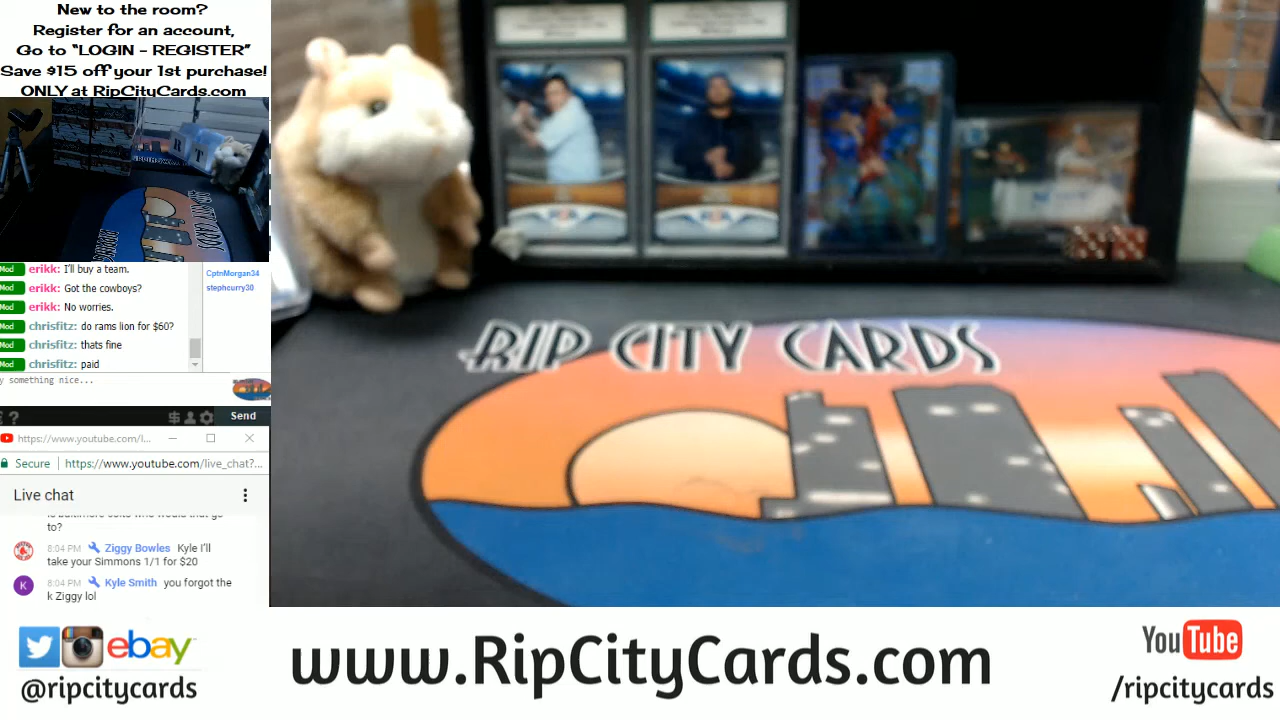 New to the room?
Register for an account,
Go to “LOGIN - REGISTER”
Save $15 off your 1st purchase!
ONLY at RipCityCards.com
RIP CITY CARDS
Mod erikk: I'll buy a team.
Mod erikk: Got the cowboys?
Mod erikk: No worries.
Mod chrisfitz: do rams lion for $60?
Mod chrisfitz: thats fine
Mod chrisfitz: paid
CptnMorgan34
stephcurry30
y something nice...
Send
https://www.youtube.com/l...
Secure https://www.youtube.com/live_chat?...
Live chat
to?
8:04 PM Ziggy Bowles Kyle I'll
take your Simmons 1/1 for $20
K 8:04 PM Kyle Smith you forgot the
k Ziggy lol
RIP CITY CARDS
ebay
@ripcitycards
www.RipCityCards.com
YouTube
/ripcitycards